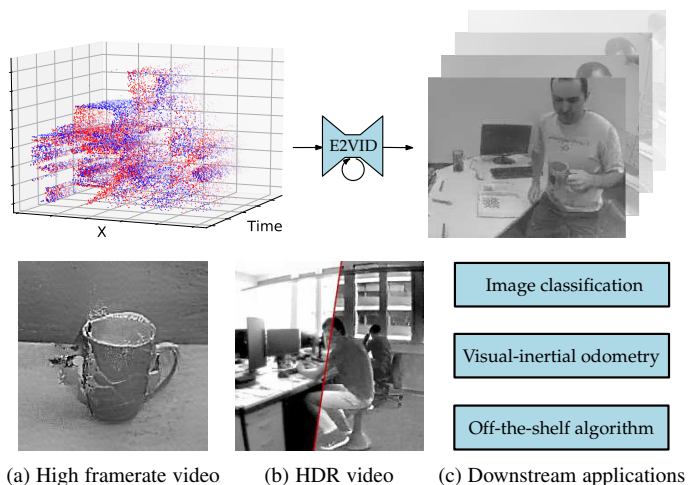 E2VID
X
Time
Image classification
Visual-inertial odometry
Off-the-shelf algorithm
(a) High framerate video
(b) HDR video
(c) Downstream applications